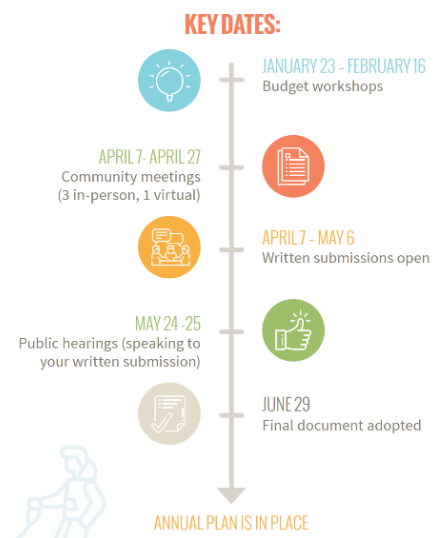 KEY DATES:
JANUARY 23 – FEBRUARY 16
Budget workshops
APRIL 7- APRIL 27
Community meetings
(3 in-person, 1 virtual)
APRIL 7 – MAY 6
Written submissions open
MAY 24 -25
Public hearings (speaking to
your written submission)
JUNE 29
Final document adopted
ANNUAL PLAN IS IN PLACE